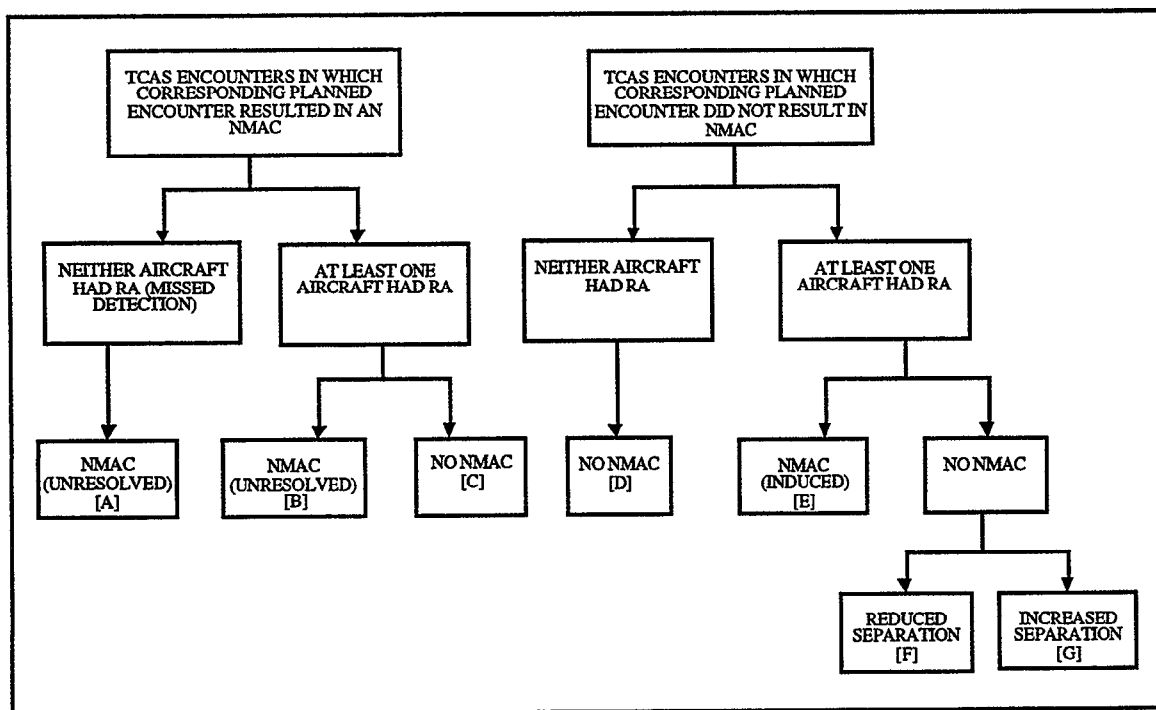 TCAS ENCOUNTERS IN WHICH
CORRESPONDING PLANNED
ENCOUNTER RESULTED IN AN
NMAC
TCAS ENCOUNTERS IN WHICH
CORRESPONDING PLANNED
ENCOUNTER DID NOT RESULT IN
NMAC
NEITHER AIRCRAFT
HAD RA (MISSED
DETECTION)
AT LEAST ONE
AIRCRAFT HAD RA
NEITHER AIRCRAFT
HAD RA
AT LEAST ONE
AIRCRAFT HAD RA
NMAC
(UNRESOLVED)
[A]
NMAC
(UNRESOLVED)
[B]
NO NMAC
[C]
NO NMAC
[D]
NMAC
(INDUCED)
[E]
NO NMAC
REDUCED
SEPARATION
[F]
INCREASED
SEPARATION
[G]